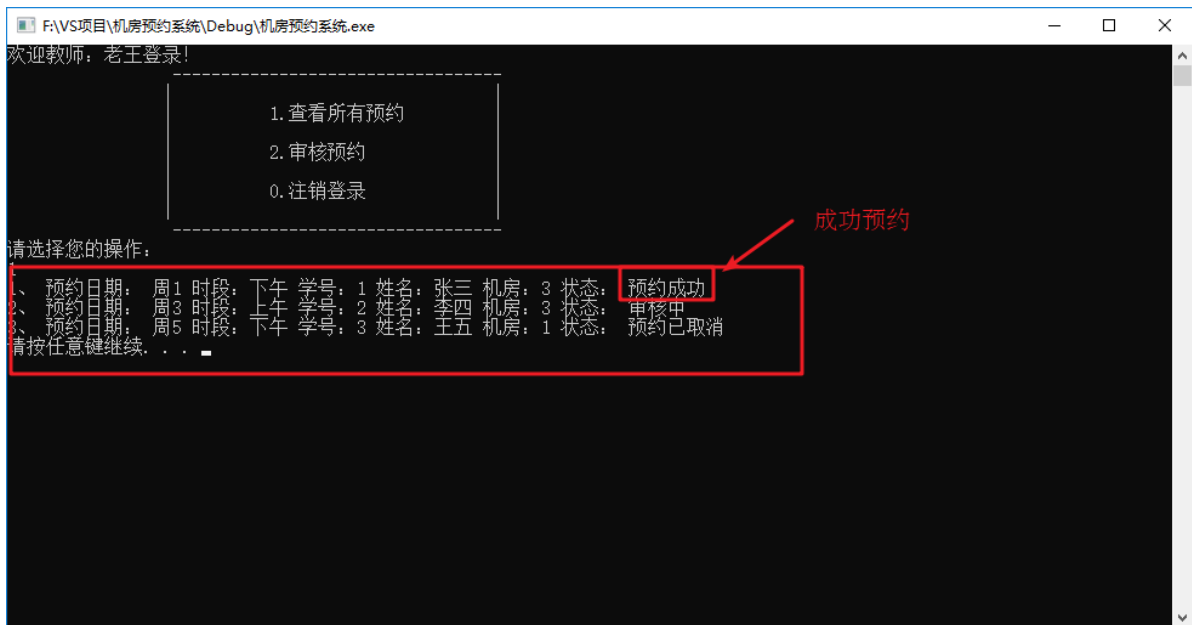 F:\VS项目\机房预约系统\Debug\机房预约系统.exe
欢迎教师：老王登录!
----------------------------------
1.查看所有预约
2.审核预约
0.注销登录
----------------------------------
成功预约
请选择您的操作：
1
1、 预约日期： 周1 时段：下午 学号：1 姓名：张三 机房：3 状态： 预约成功
2、 预约日期： 周3 时段：上午 学号：2 姓名：李四 机房：3 状态： 审核中
3、 预约日期： 周5 时段：下午 学号：3 姓名：王五 机房：1 状态： 预约已取消
请按任意键继续. . .